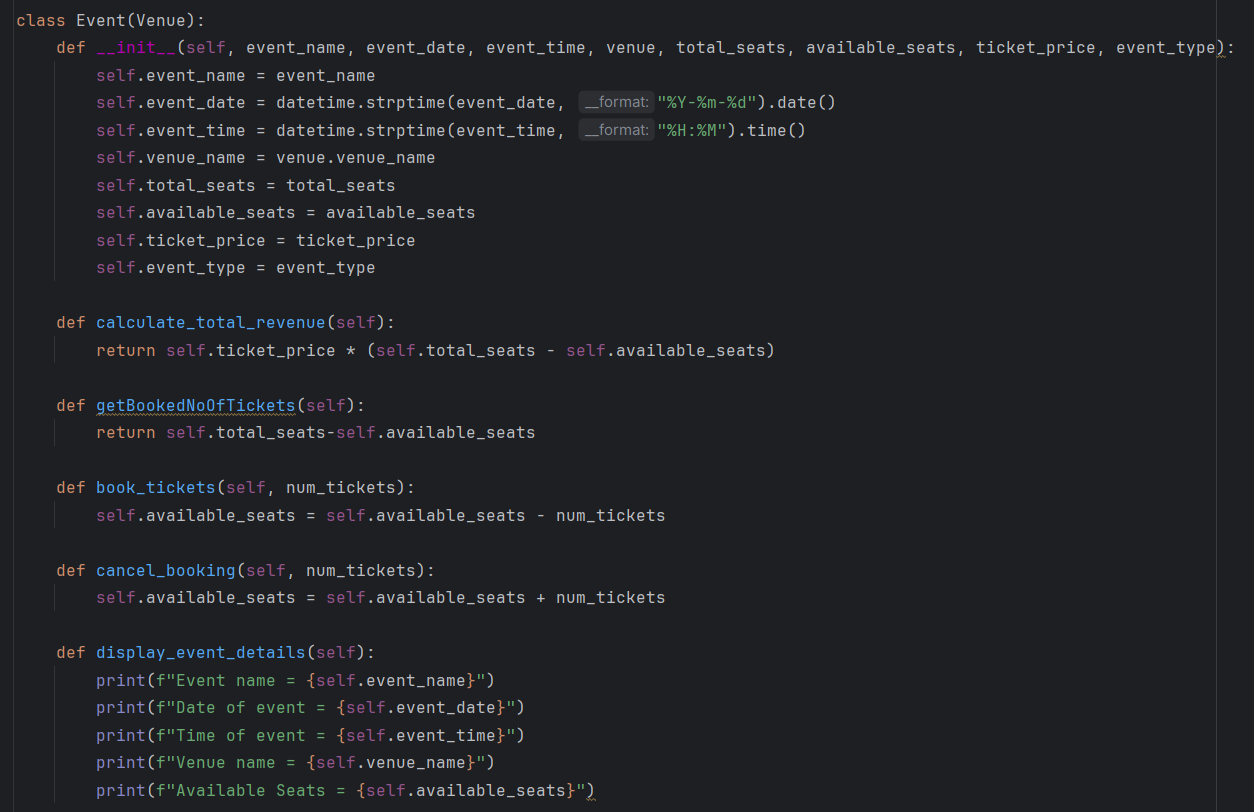 class Event(Venue):
    def __init__(self, event_name, event_date, event_time, venue, total_seats, available_seats, ticket_price, event_type):
        self.event_name = event_name
        self.event_date = datetime.strptime(event_date, __format: "%Y-%m-%d").date()
        self.event_time = datetime.strptime(event_time, __format: "%H:%M").time()
        self.venue_name = venue.venue_name
        self.total_seats = total_seats
        self.available_seats = available_seats
        self.ticket_price = ticket_price
        self.event_type = event_type

    def calculate_total_revenue(self):
        return self.ticket_price * (self.total_seats - self.available_seats)

    def getBookedNoOfTickets(self):
        return self.total_seats-self.available_seats

    def book_tickets(self, num_tickets):
        self.available_seats = self.available_seats - num_tickets

    def cancel_booking(self, num_tickets):
        self.available_seats = self.available_seats + num_tickets

    def display_event_details(self):
        print(f"Event name = {self.event_name}")
        print(f"Date of event = {self.event_date}")
        print(f"Time of event = {self.event_time}")
        print(f"Venue name = {self.venue_name}")
        print(f"Available Seats = {self.available_seats}")